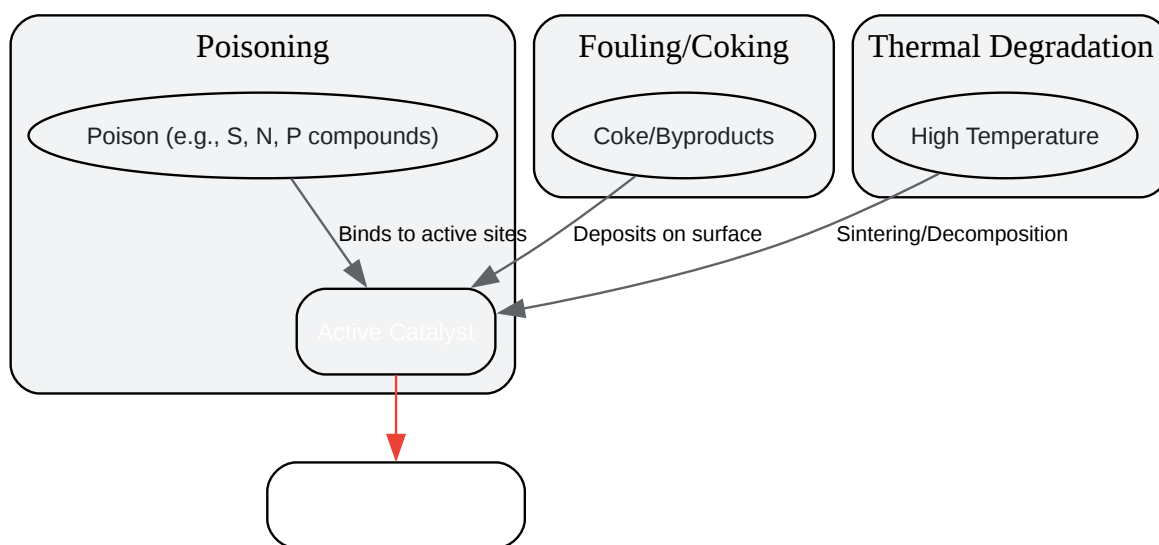 Poisoning
Fouling/Coking
Thermal Degradation
Poison (e.g., S, N, P compounds)
Coke/Byproducts
High Temperature
Binds to active sites
Deposits on surface
Sintering/Decomposition
Active Catalyst